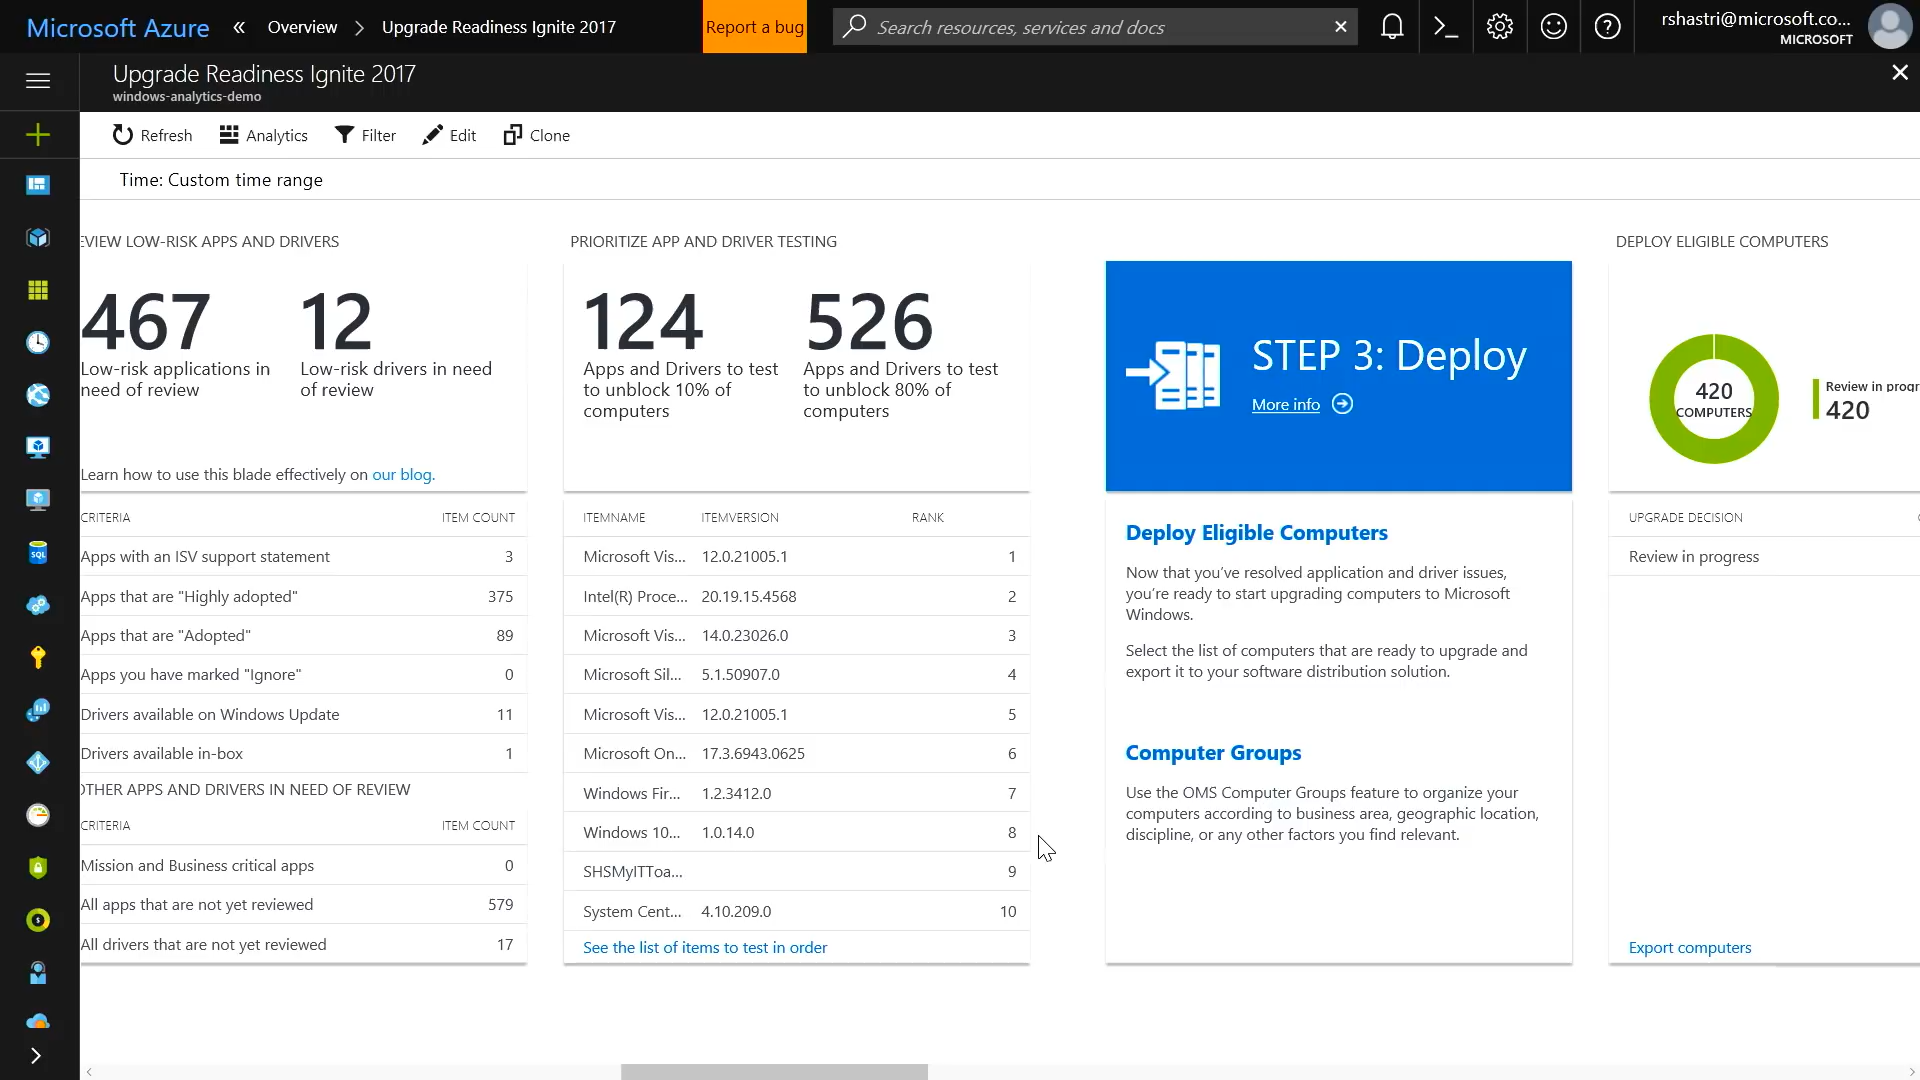 Microsoft Azure « Overview > Upgrade Readiness Ignite 2017
Report a bug
Search resources, services and docs
rshastri@microsoft.co...
MICROSOFT
Upgrade Readiness Ignite 2017
windows-analytics-demo
Refresh Analytics Filter Edit Clone
Time: Custom time range
EVIEW LOW-RISK APPS AND DRIVERS
467
Low-risk applications in
need of review
12
Low-risk drivers in need
of review
Learn how to use this blade effectively on our blog.
CRITERIA ITEM COUNT
Apps with an ISV support statement 3
Apps that are "Highly adopted" 375
Apps that are "Adopted" 89
Apps you have marked "Ignore" 0
Drivers available on Windows Update 11
Drivers available in-box 1
OTHER APPS AND DRIVERS IN NEED OF REVIEW
CRITERIA ITEM COUNT
Mission and Business critical apps 0
All apps that are not yet reviewed 579
All drivers that are not yet reviewed 17
PRIORITIZE APP AND DRIVER TESTING
124
Apps and Drivers to test
to unblock 10% of
computers
526
Apps and Drivers to test
to unblock 80% of
computers
ITEMNAME ITEMVERSION RANK
Microsoft Vis... 12.0.21005.1 1
Intel(R) Proce... 20.19.15.4568 2
Microsoft Vis... 14.0.23026.0 3
Microsoft Sil... 5.1.50907.0 4
Microsoft Vis... 12.0.21005.1 5
Microsoft On... 17.3.6943.0625 6
Windows Fir... 1.2.3412.0 7
Windows 10... 1.0.14.0 8
SHSMyITToa... 9
System Cent... 4.10.209.0 10
See the list of items to test in order
STEP 3: Deploy
More info
Deploy Eligible Computers
Now that you've resolved application and driver issues,
you're ready to start upgrading computers to Microsoft
Windows.
Select the list of computers that are ready to upgrade and
export it to your software distribution solution.
Computer Groups
Use the OMS Computer Groups feature to organize your
computers according to business area, geographic location,
discipline, or any other factors you find relevant.
DEPLOY ELIGIBLE COMPUTERS
420
COMPUTERS
Review in progr
420
UPGRADE DECISION
Review in progress
Export computers
SQL